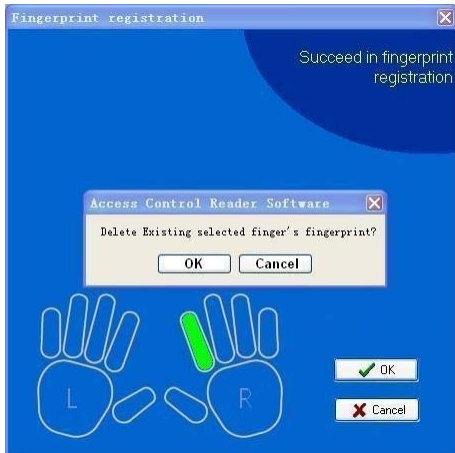 Fingerprint registration
Succeed in fingerprint
registration
Access Control Reader Software
Delete Existing selected finger's fingerprint?
OK
Cancel
L
R
OK
Cancel